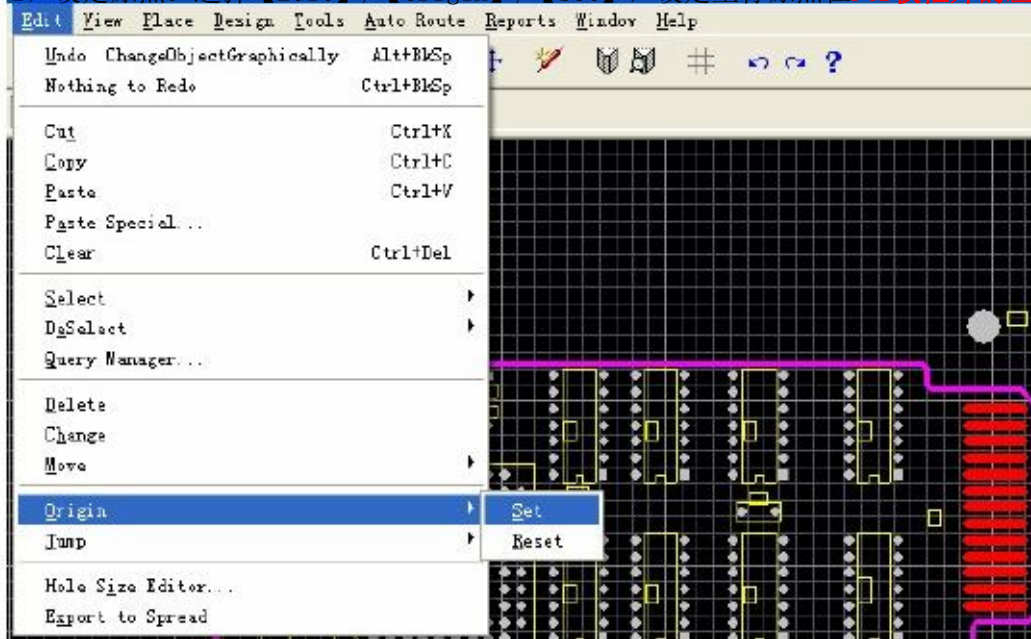 Edit View Place Design Tools Auto Route Reports Window Help
Undo ChangeObjectGraphically Alt+BkSp
Nothing to Redo Ctrl+BkSp
Cut Ctrl+X
Copy Ctrl+C
Paste Ctrl+V
Paste Special...
Clear Ctrl+Del
Select
DeSelect
Query Manager...
Delete
Change
Move
Origin
Set
Jump
Reset
Hole Size Editor...
Export to Spread